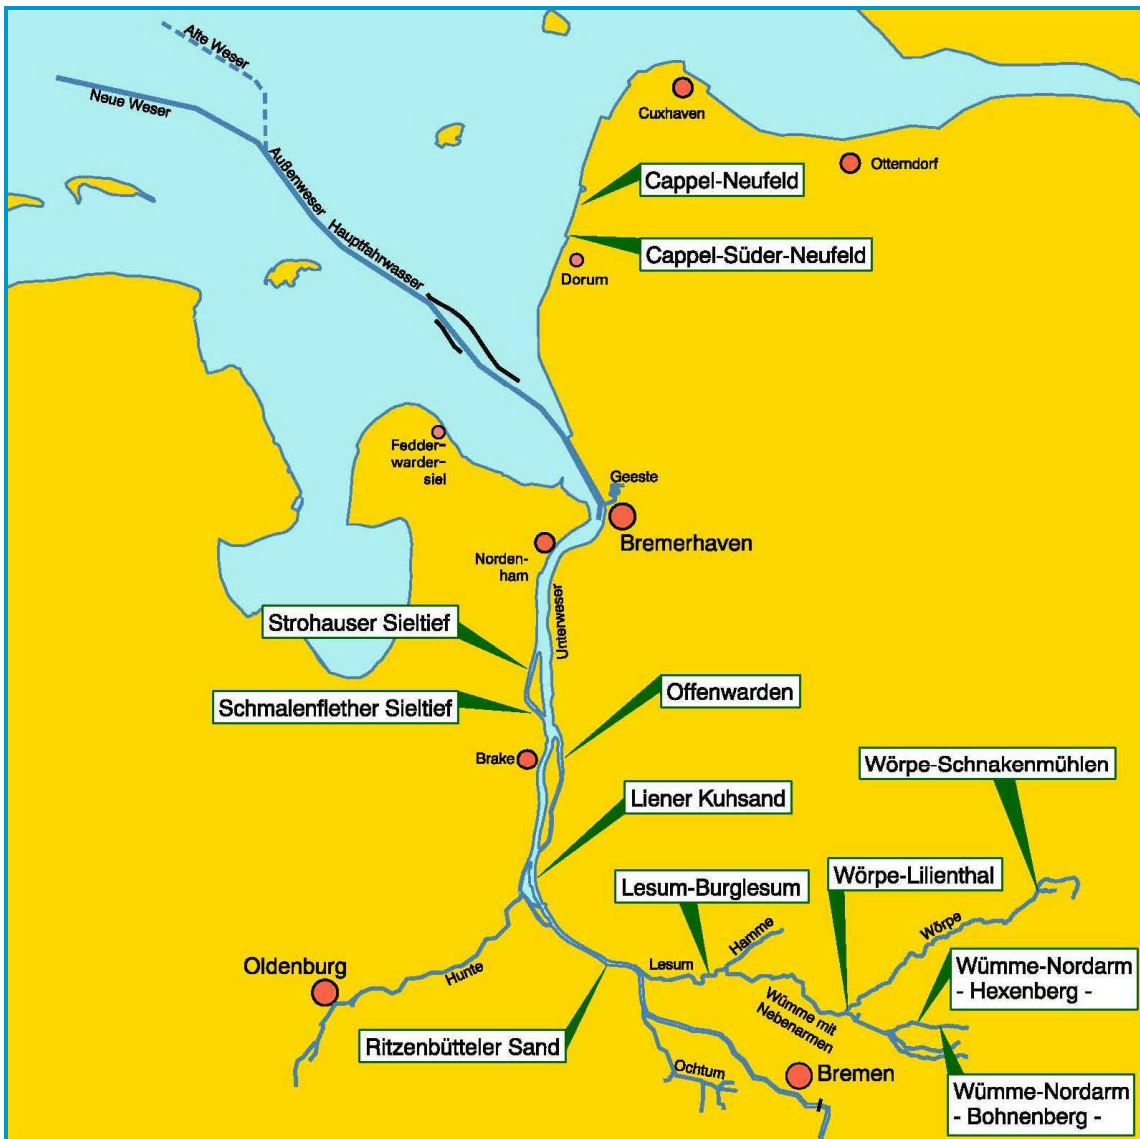 Alte Weser
Neue Weser
Cuxhaven
Otterndorf
Außenweser
Cappel-Neufeld
Hauptfahrwasser
Cappel-Süder-Neufeld
Dorum
Fedder-
warder-
siel
Geeste
Bremerhaven
Norden-
ham
Unterweser
Strohauser Sieltief
Offenwarden
Schmalenflether Sieltief
Brake
Wörpe-Schnakenmühlen
Liener Kuhsand
Lesum-Burglesum
Wörpe-Lilienthal
Wörpe
Hamme
Lesum
Oldenburg
Hunte
Wümme-Nordarm
- Hexenberg -
Wümme mit
Nebenarmen
Ritzenbütteler Sand
Ochtum
Bremen
Wümme-Nordarm
- Bohnenberg -